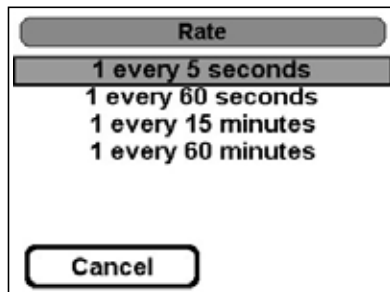 Rate
1 every 5 seconds
1 every 60 seconds
1 every 15 minutes
1 every 60 minutes
Cancel